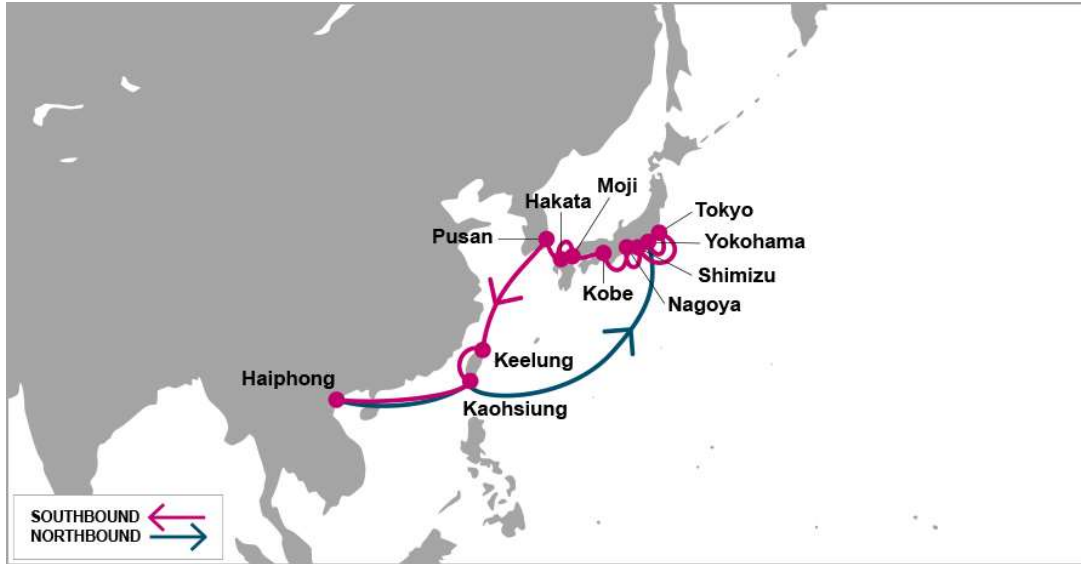 Moji
Hakata
Tokyo
Pusan
Yokohama
Shimizu
Kobe
Nagoya
Keelung
Haiphong
Kaohsiung
SOUTHBOUND
NORTHBOUND